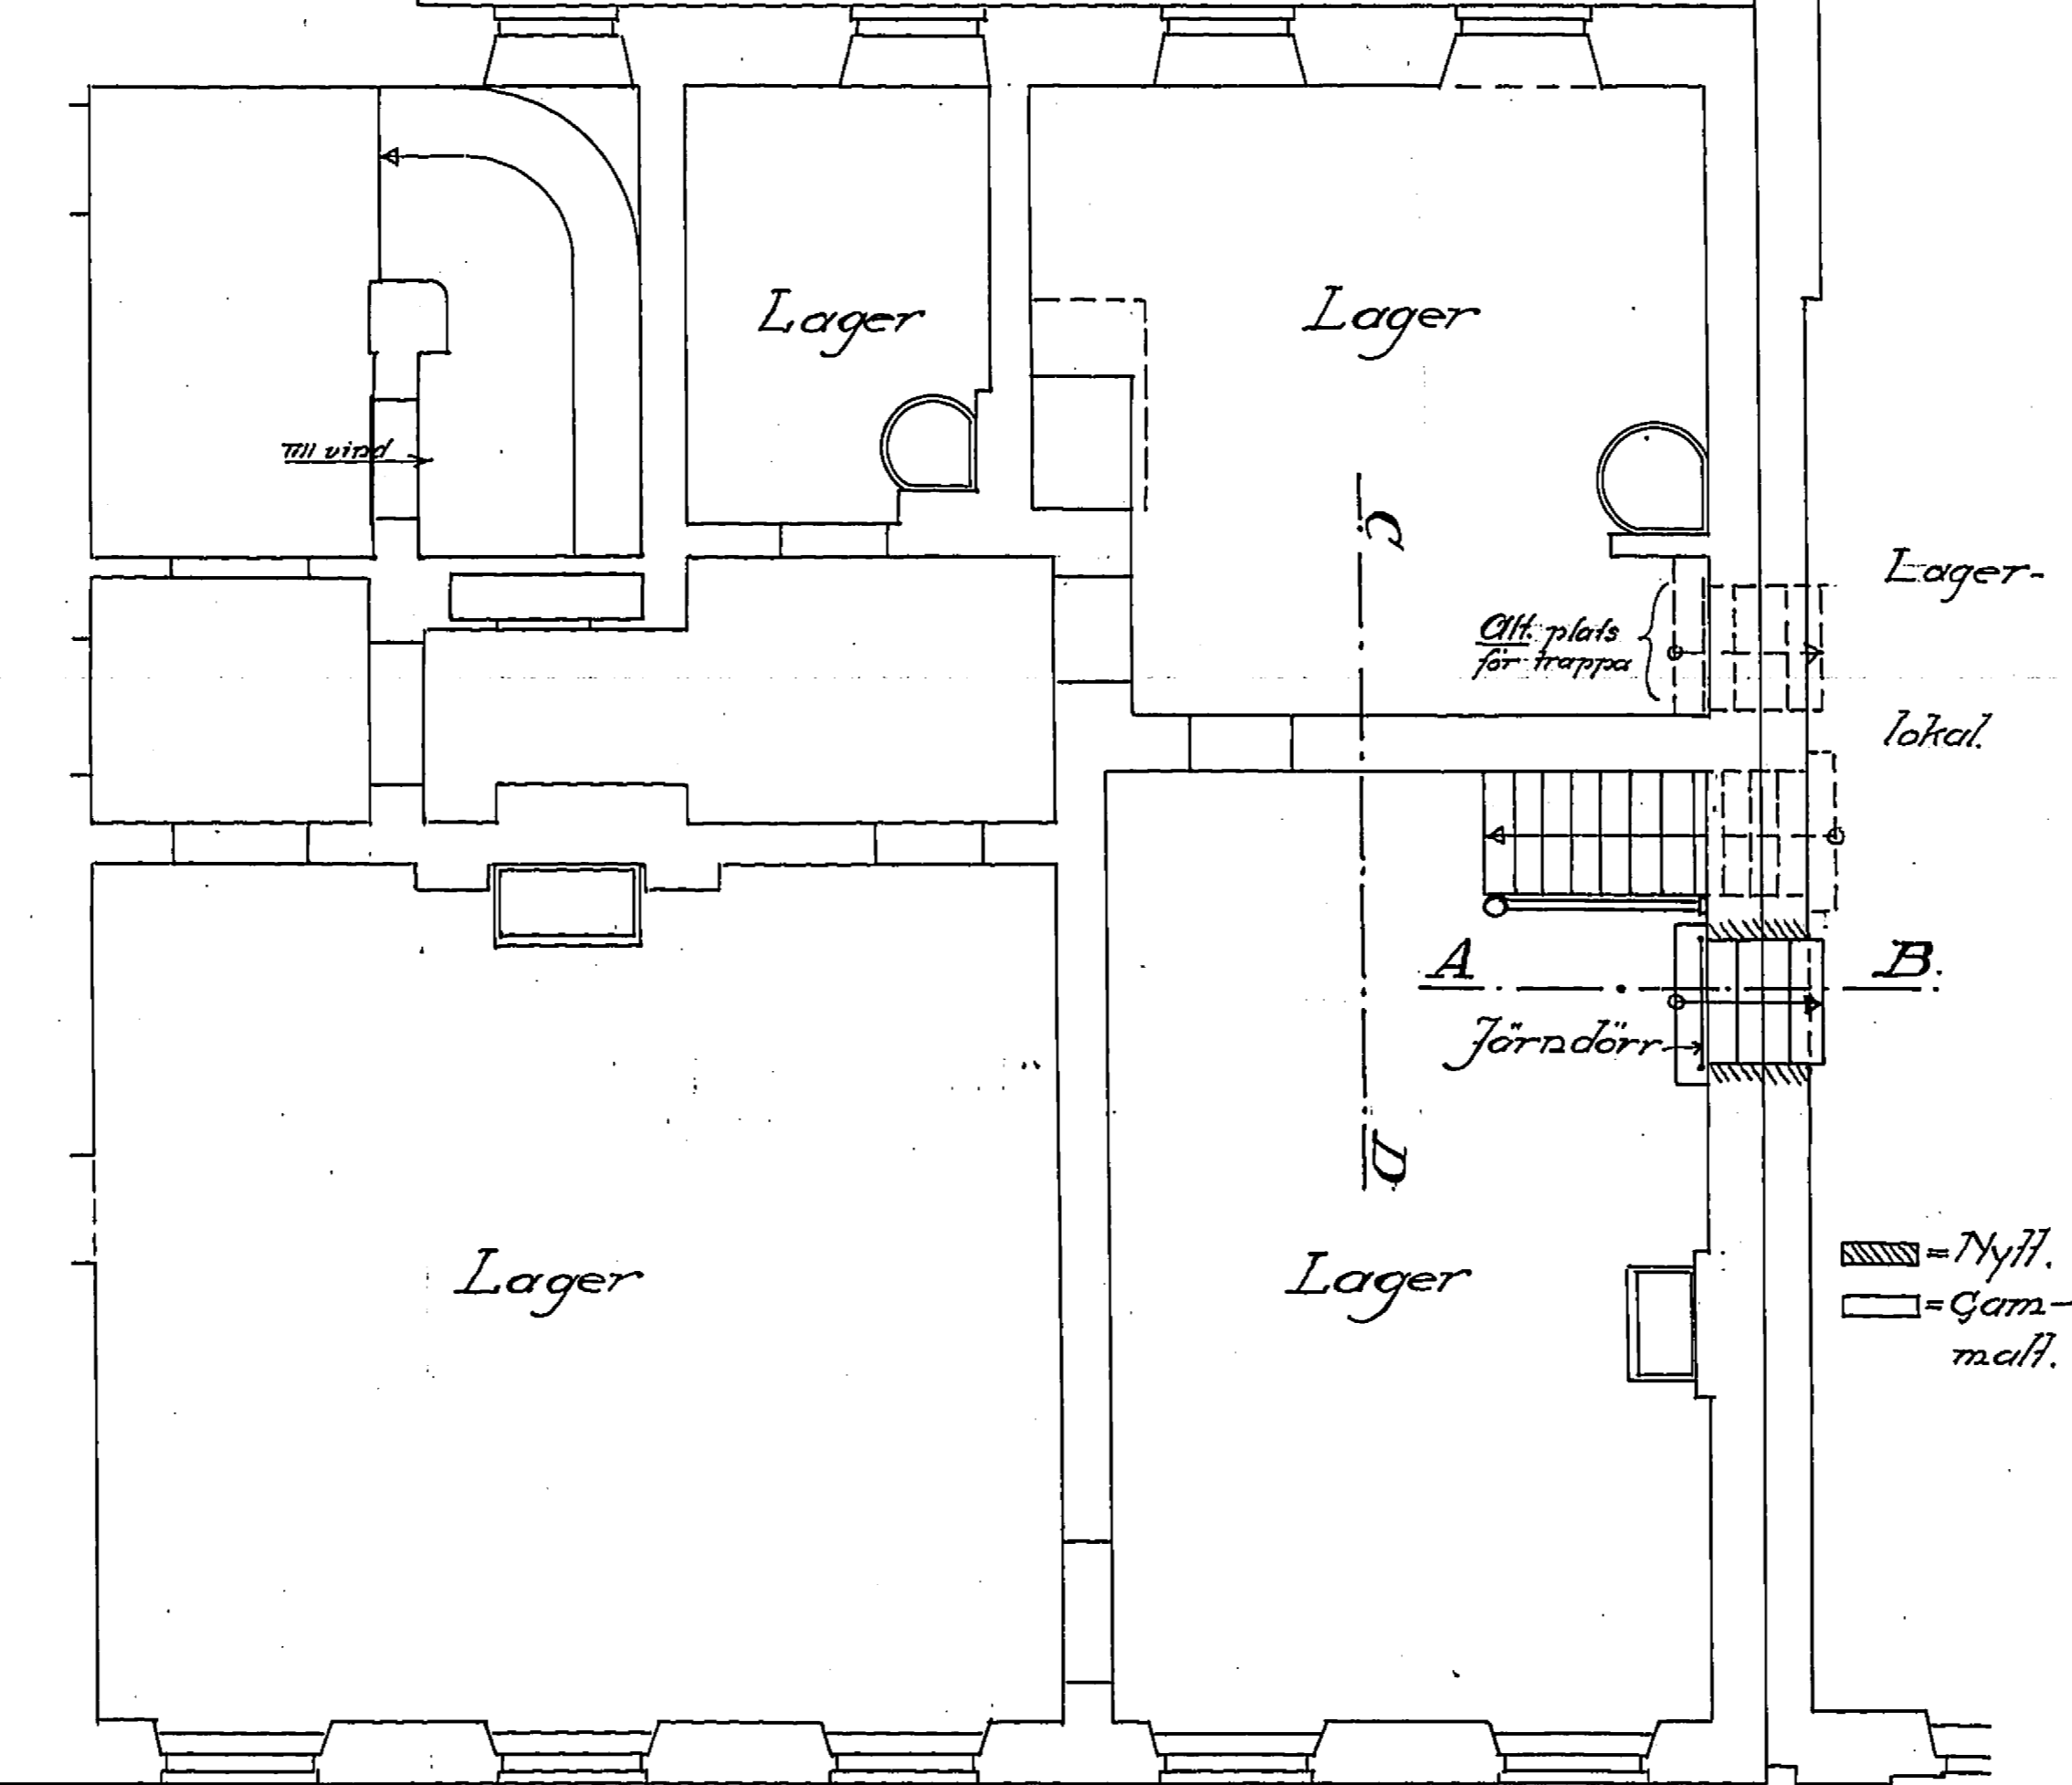 Lager
Lager
Till vind
C
Lager-
Alt. plats
för trappa
lokal.
A
B.
Järndörr
D
Lager
Lager
= Nytt.
= Gam-
malt.